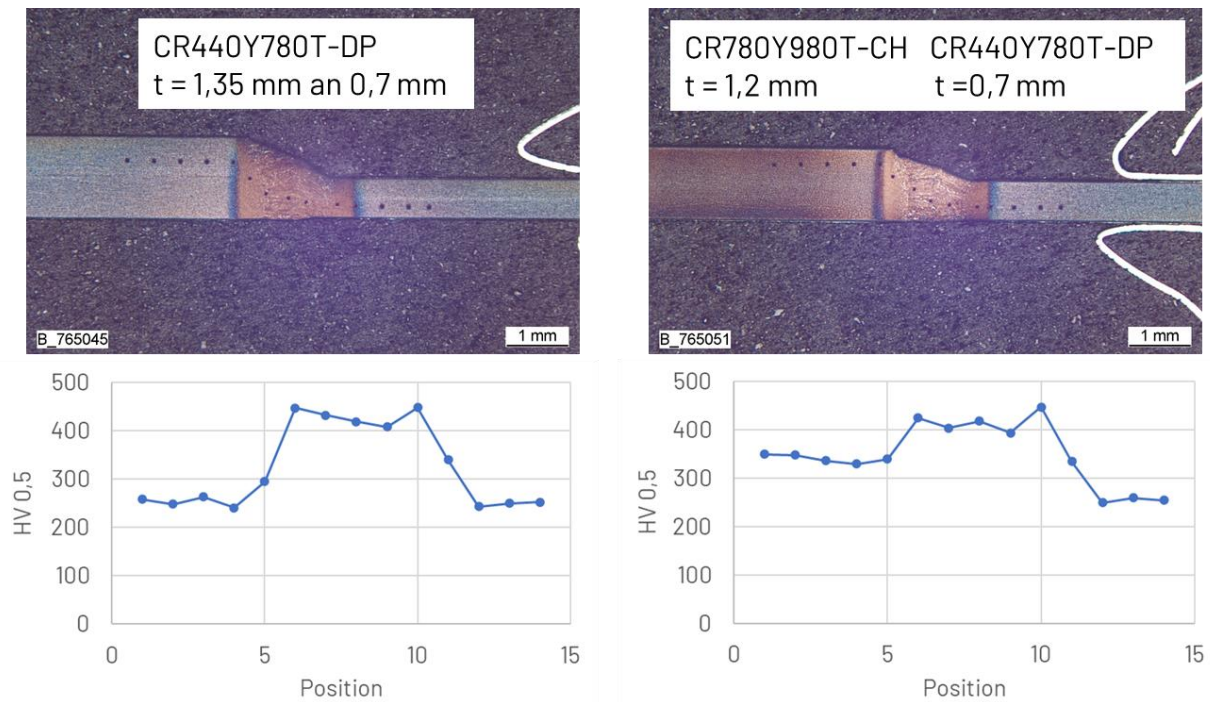 CR440Y780T-DP
t = 1,35 mm an 0,7 mm
B_765045
1 mm
CR780Y980T-CH CR440Y780T-DP
t = 1,2 mm t =0,7 mm
B_765051
1 mm
500
400
300
200
100
0
HV 0,5
0 5 10 15
Position
500
400
300
200
100
0
HV 0,5
0 5 10 15
Position